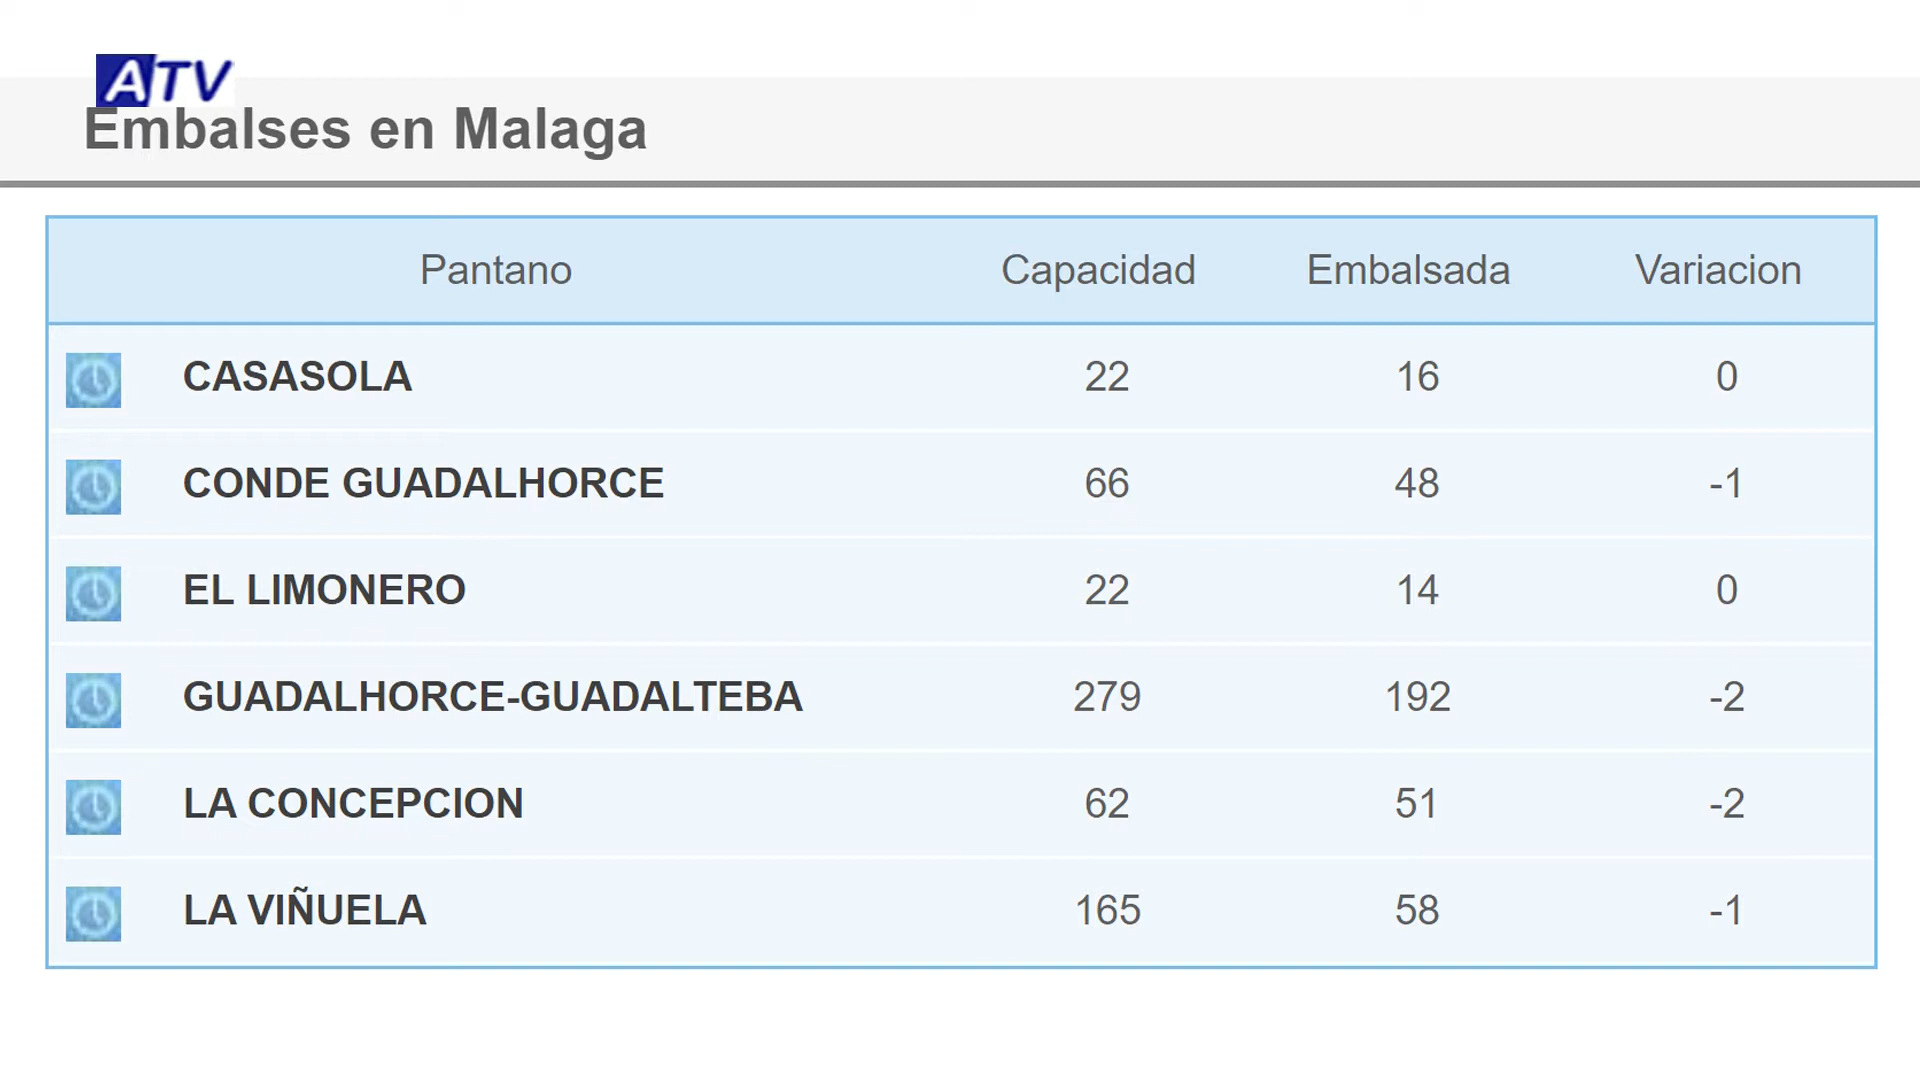 ATV
Embalses en Malaga
Pantano Capacidad Embalsada Variacion
CASASOLA 22 16 0
CONDE GUADALHORCE 66 48 -1
EL LIMONERO 22 14 0
GUADALHORCE-GUADALTEBA 279 192 -2
LA CONCEPCION 62 51 -2
LA VIÑUELA 165 58 -1